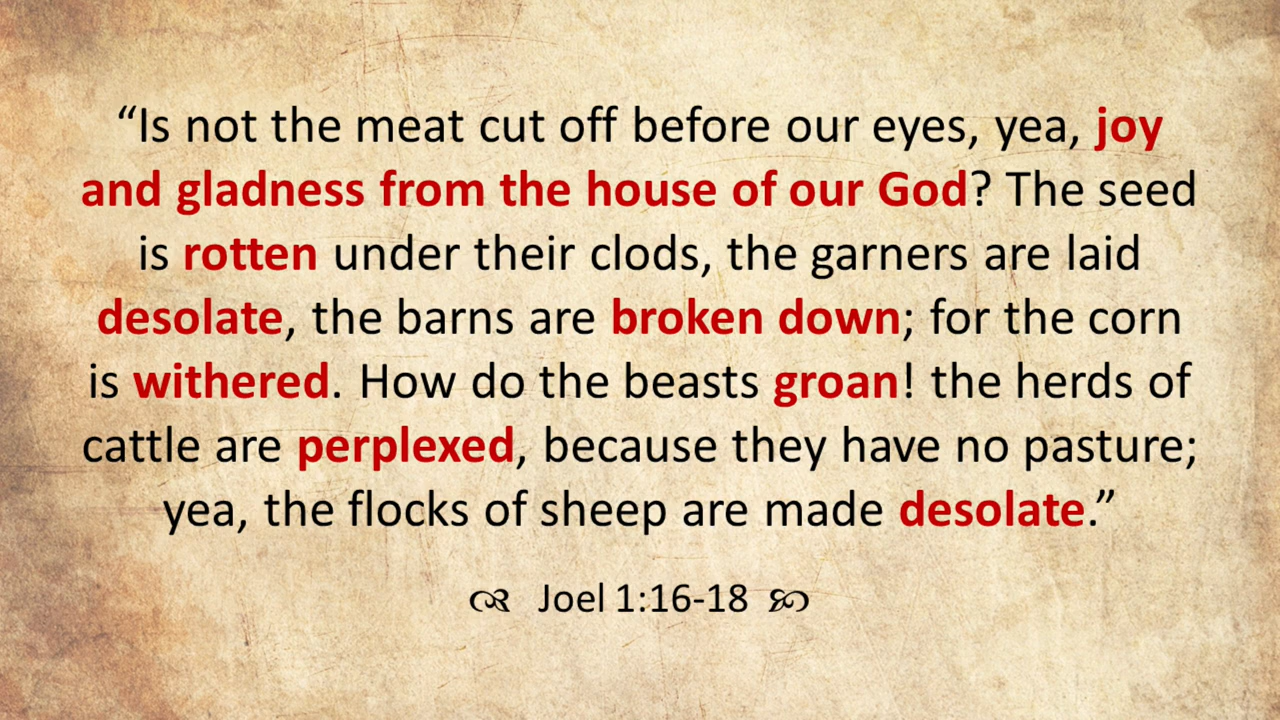 “Is not the meat cut off before our eyes, yea, joy
and gladness from the house of our God? The seed
is rotten under their clods, the garners are laid
desolate, the barns are broken down; for the corn
is withered. How do the beasts groan! the herds of
cattle are perplexed, because they have no pasture;
yea, the flocks of sheep are made desolate.”
Joel 1:16-18